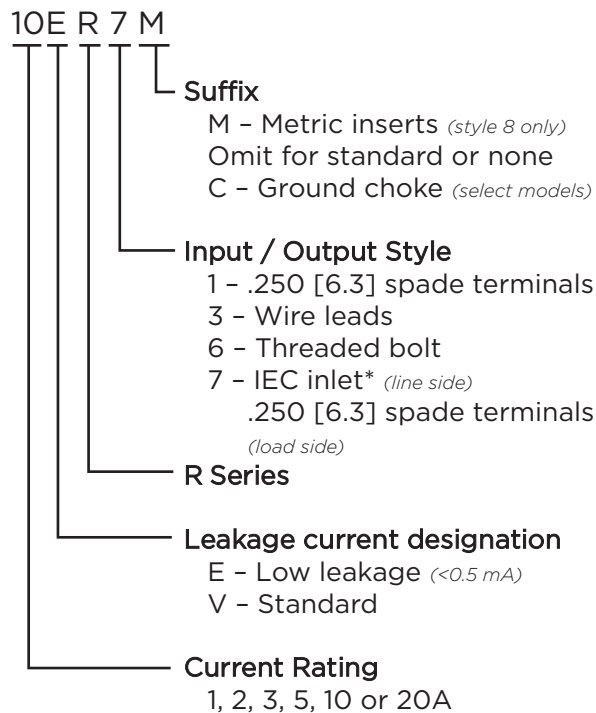 10E R 7 M
Suffix
M – Metric inserts (style 8 only)
Omit for standard or none
C – Ground choke (select models)
Input / Output Style
1 – .250 [6.3] spade terminals
3 – Wire leads
6 – Threaded bolt
7 – IEC inlet* (line side)
.250 [6.3] spade terminals
(load side)
R Series
Leakage current designation
E – Low leakage (<0.5 mA)
V – Standard
Current Rating
1, 2, 3, 5, 10 or 20A